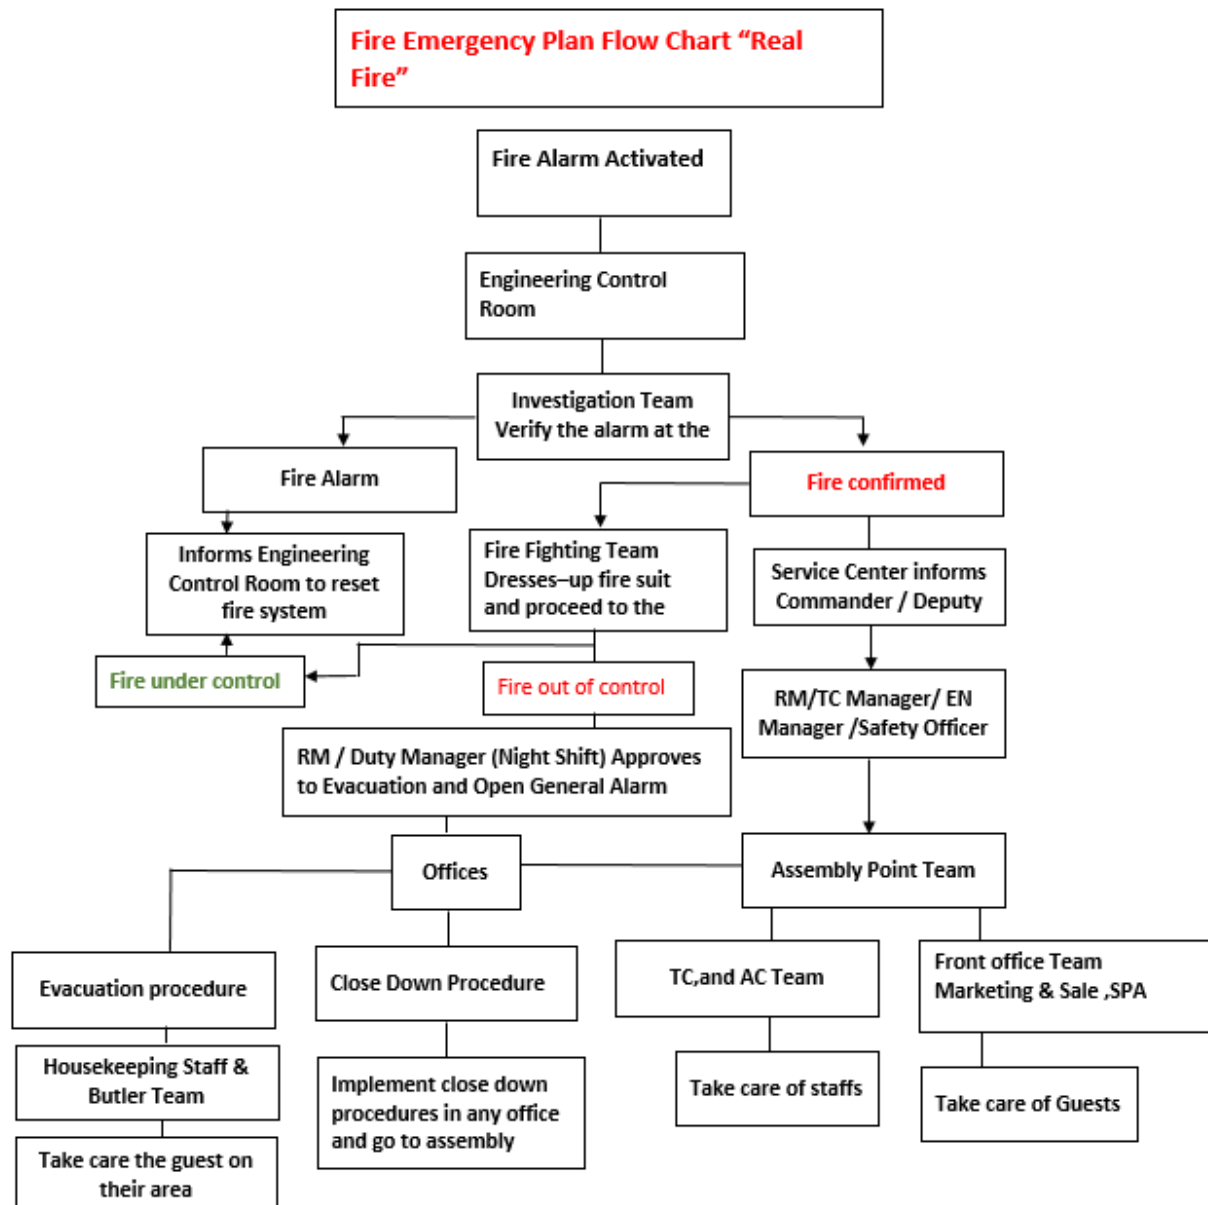 Fire Emergency Plan Flow Chart “Real
Fire”
Fire Alarm Activated
Engineering Control
Room
Investigation Team
Verify the alarm at the
Fire Alarm
Fire confirmed
Informs Engineering
Control Room to reset
fire system
Fire Fighting Team
Dresses–up fire suit
and proceed to the
Service Center informs
Commander / Deputy
Fire under control
Fire out of control
RM/TC Manager/ EN
Manager /Safety Officer
RM / Duty Manager (Night Shift) Approves
to Evacuation and Open General Alarm
Offices
Assembly Point Team
Evacuation procedure
Close Down Procedure
TC,and AC Team
Front office Team
Marketing & Sale ,SPA
Housekeeping Staff &
Butler Team
Implement close down
procedures in any office
and go to assembly
Take care of staffs
Take care of Guests
Take care the guest on
their area